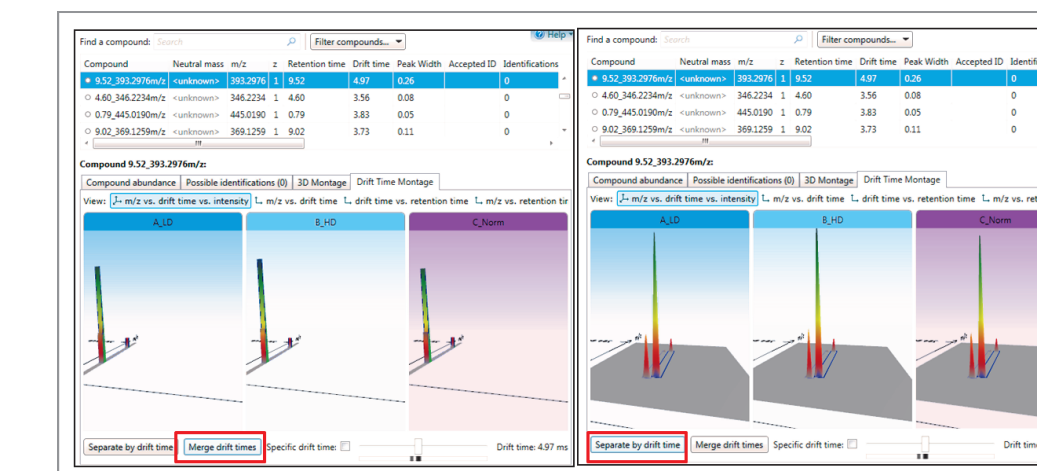 Find a compound: Search Filter compounds... Help
Compound Neutral mass m/z z Retention time Drift time Peak Width Accepted ID Identifications
9.52_393.2976m/z <unknown> 393.2976 1 9.52 4.97 0.26 0
4.60_346.2234m/z <unknown> 346.2234 1 4.60 3.56 0.08 0
0.79_445.0190m/z <unknown> 445.0190 1 0.79 3.83 0.05 0
9.02_369.1259m/z <unknown> 369.1259 1 9.02 3.73 0.11 0
Compound 9.52_393.2976m/z:
Compound abundance Possible identifications (0) 3D Montage Drift Time Montage
View: m/z vs. drift time vs. intensity m/z vs. drift time drift time vs. retention time m/z vs. retention tir
A_LD B_HD C_Norm
Separate by drift time Merge drift times Specific drift time: Drift time: 4.97 ms
Find a compound: Search Filter compounds...
Compound Neutral mass m/z z Retention time Drift time Peak Width Accepted ID Identifi
9.52_393.2976m/z <unknown> 393.2976 1 9.52 4.97 0.26 0
4.60_346.2234m/z <unknown> 346.2234 1 4.60 3.56 0.08 0
0.79_445.0190m/z <unknown> 445.0190 1 0.79 3.83 0.05 0
9.02_369.1259m/z <unknown> 369.1259 1 9.02 3.73 0.11 0
Compound 9.52_393.2976m/z:
Compound abundance Possible identifications (0) 3D Montage Drift Time Montage
View: m/z vs. drift time vs. intensity m/z vs. drift time drift time vs. retention time m/z vs. ret
A_LD B_HD C_Norm
Separate by drift time Merge drift times Specific drift time: Drift time